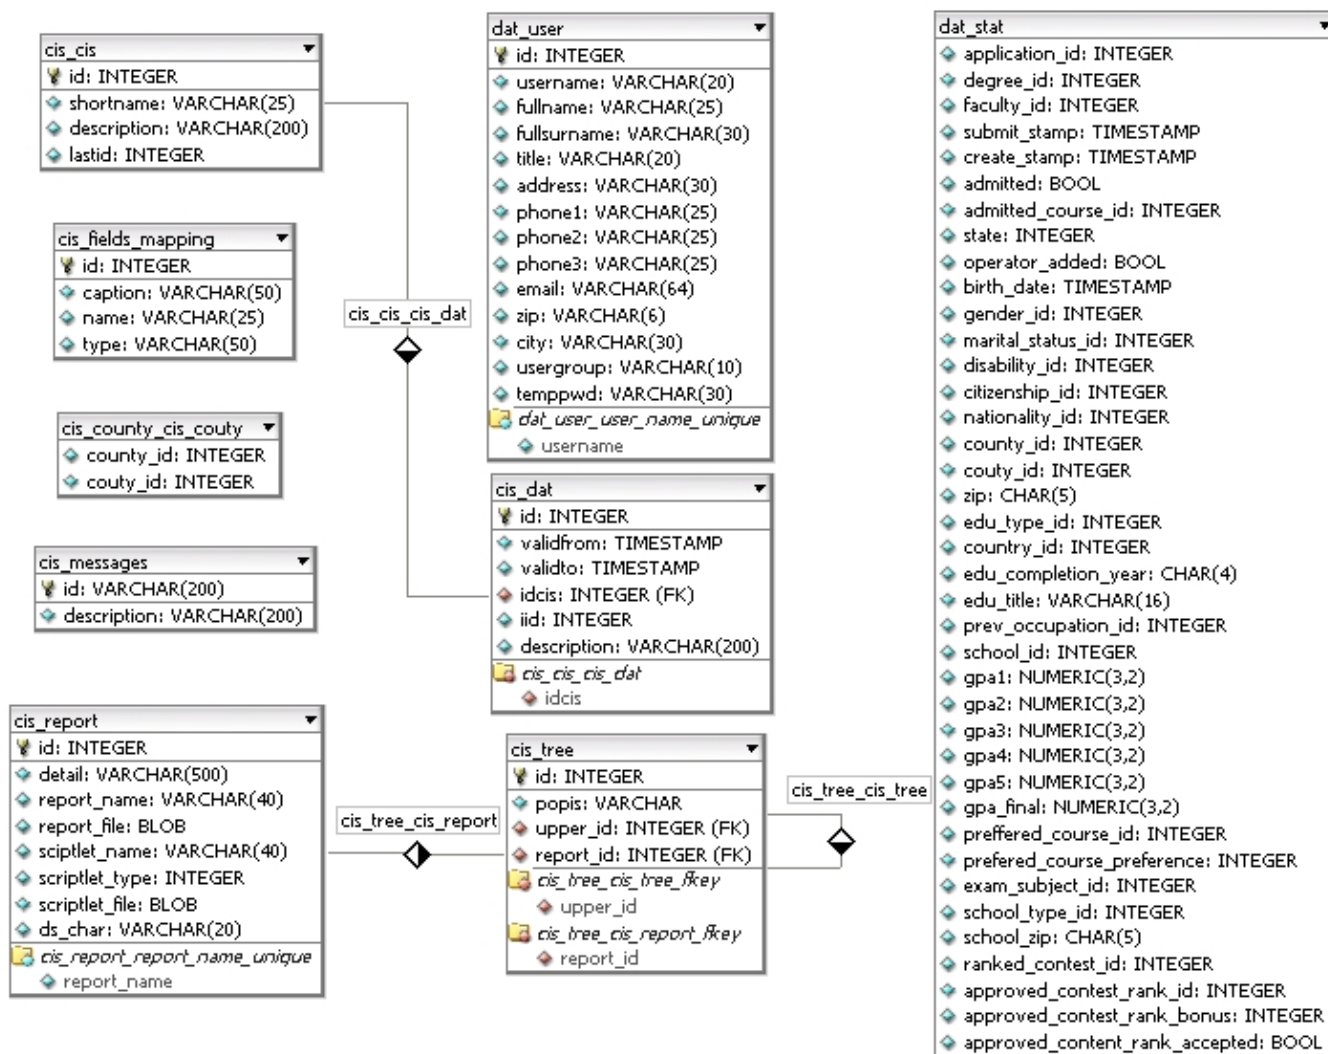 cis_cis
id: INTEGER
shortname: VARCHAR(25)
description: VARCHAR(200)
lastid: INTEGER
cis_fields_mapping
id: INTEGER
caption: VARCHAR(50)
name: VARCHAR(25)
type: VARCHAR(50)
cis_county_cis_couty
county_id: INTEGER
couty_id: INTEGER
cis_messages
id: VARCHAR(200)
description: VARCHAR(200)
cis_report
id: INTEGER
detail: VARCHAR(500)
report_name: VARCHAR(40)
report_file: BLOB
sciptlet_name: VARCHAR(40)
scriptlet_type: INTEGER
scriptlet_file: BLOB
ds_char: VARCHAR(20)
cis_report_report_name_unique
report_name
cis_cis_cis_dat
cis_tree_cis_report
dat_user
id: INTEGER
username: VARCHAR(20)
fullname: VARCHAR(25)
fullsurname: VARCHAR(30)
title: VARCHAR(20)
address: VARCHAR(30)
phone1: VARCHAR(25)
phone2: VARCHAR(25)
phone3: VARCHAR(25)
email: VARCHAR(64)
zip: VARCHAR(6)
city: VARCHAR(30)
usergroup: VARCHAR(10)
temppwd: VARCHAR(30)
dat_user_user_name_unique
username
cis_dat
id: INTEGER
validfrom: TIMESTAMP
validto: TIMESTAMP
idcis: INTEGER (FK)
iid: INTEGER
description: VARCHAR(200)
cis_cis_cis_dat
idcis
cis_tree
id: INTEGER
popis: VARCHAR
upper_id: INTEGER (FK)
report_id: INTEGER (FK)
cis_tree_cis_tree_fkey
upper_id
cis_tree_cis_report_fkey
report_id
cis_tree_cis_tree
dat_stat
application_id: INTEGER
degree_id: INTEGER
faculty_id: INTEGER
submit_stamp: TIMESTAMP
create_stamp: TIMESTAMP
admitted: BOOL
admitted_course_id: INTEGER
state: INTEGER
operator_added: BOOL
birth_date: TIMESTAMP
gender_id: INTEGER
marital_status_id: INTEGER
disability_id: INTEGER
citizenship_id: INTEGER
nationality_id: INTEGER
county_id: INTEGER
couty_id: INTEGER
zip: CHAR(5)
edu_type_id: INTEGER
country_id: INTEGER
edu_completion_year: CHAR(4)
edu_title: VARCHAR(16)
prev_occupation_id: INTEGER
school_id: INTEGER
gpa1: NUMERIC(3,2)
gpa2: NUMERIC(3,2)
gpa3: NUMERIC(3,2)
gpa4: NUMERIC(3,2)
gpa5: NUMERIC(3,2)
gpa_final: NUMERIC(3,2)
preffered_course_id: INTEGER
prefered_course_preference: INTEGER
exam_subject_id: INTEGER
school_type_id: INTEGER
school_zip: CHAR(5)
ranked_contest_id: INTEGER
approved_contest_rank_id: INTEGER
approved_contest_rank_bonus: INTEGER
approved_content_rank_accepted: BOOL